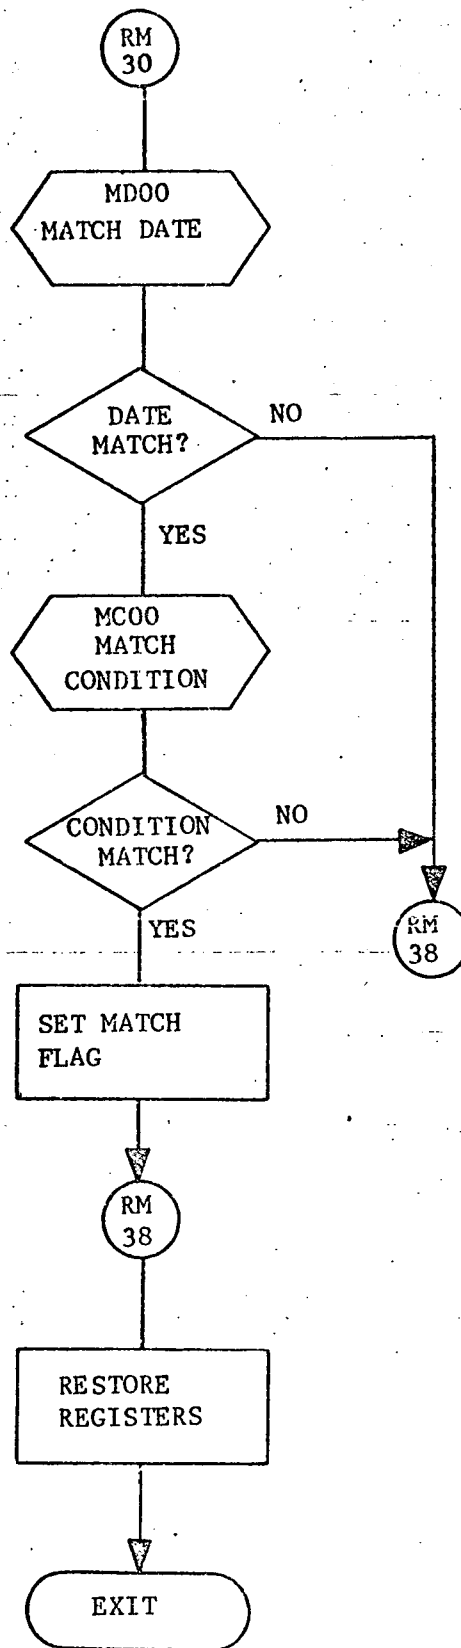 RM
30
MD00
MATCH DATE
DATE
MATCH?
NO
YES
MC00
MATCH
CONDITION
CONDITION
MATCH?
NO
YES
RM
38
SET MATCH
FLAG
RM
38
RESTORE
REGISTERS
EXIT